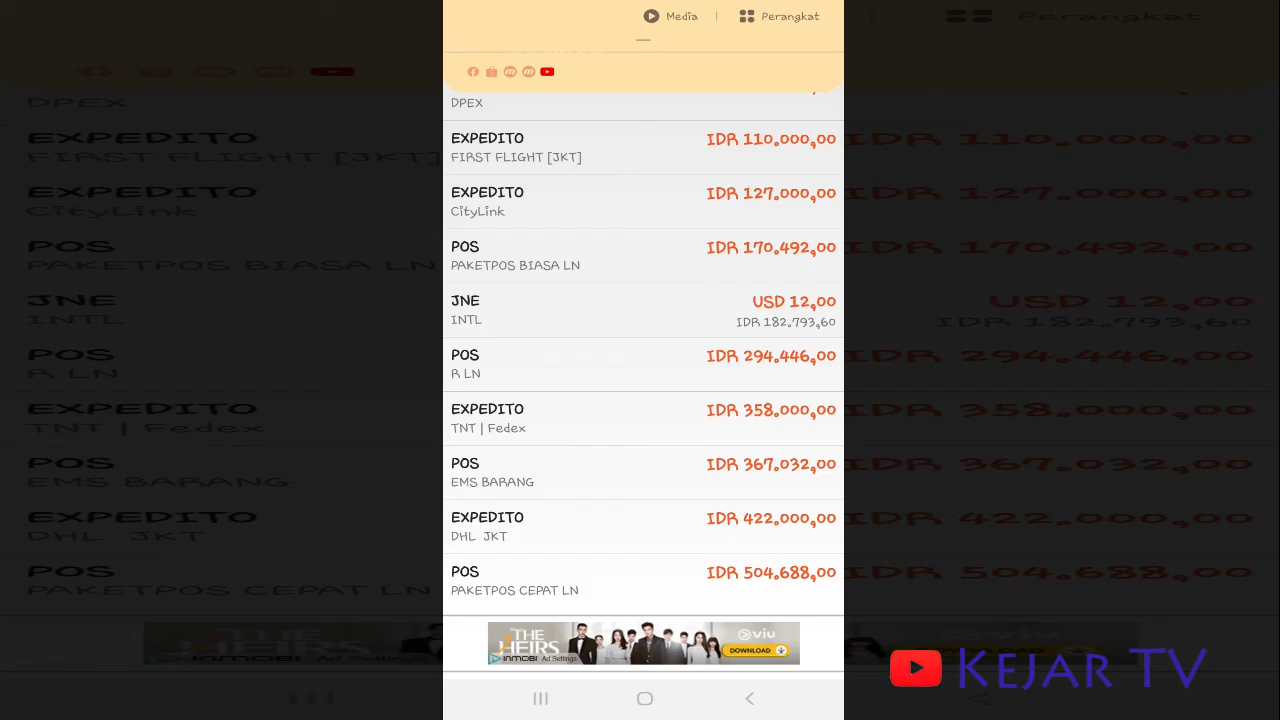 Media | Perangkat
DPEX
EXPEDITO IDR 110.000,00
FIRST FLIGHT [JKT]
EXPEDITO IDR 127.000,00
CityLink
POS IDR 170.492,00
PAKETPOS BIASA LN
JNE USD 12,00
INTL IDR 182.793,60
POS IDR 294.446,00
R LN
EXPEDITO IDR 358.000,00
TNT | Fedex
POS IDR 367.032,00
EMS BARANG
EXPEDITO IDR 422.000,00
DHL JKT
POS IDR 504.688,00
PAKETPOS CEPAT LN
THE HEIRS
viu
DOWNLOAD
INMOBI Ad Settings
KEJAR TV